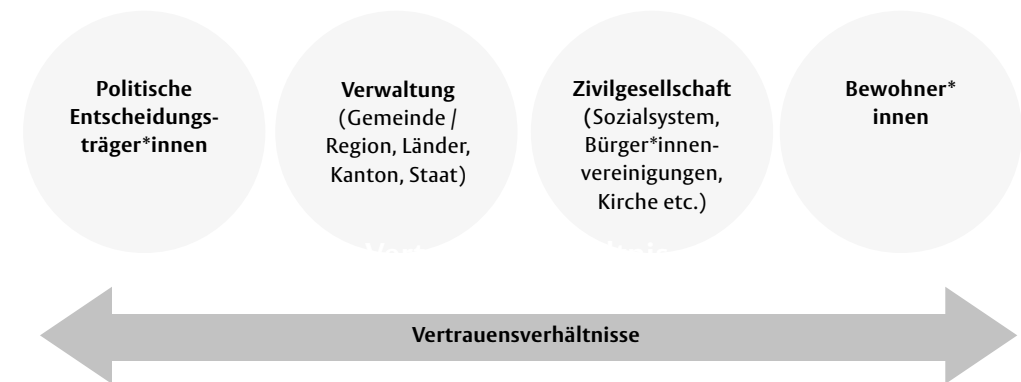 Politische
Entscheidungs-
träger*innen
Verwaltung
(Gemeinde /
Region, Länder,
Kanton, Staat)
Zivilgesellschaft
(Sozialsystem,
Bürger*innen-
vereinigungen,
Kirche etc.)
Bewohner*
innen
Vertrauensverhältnisse